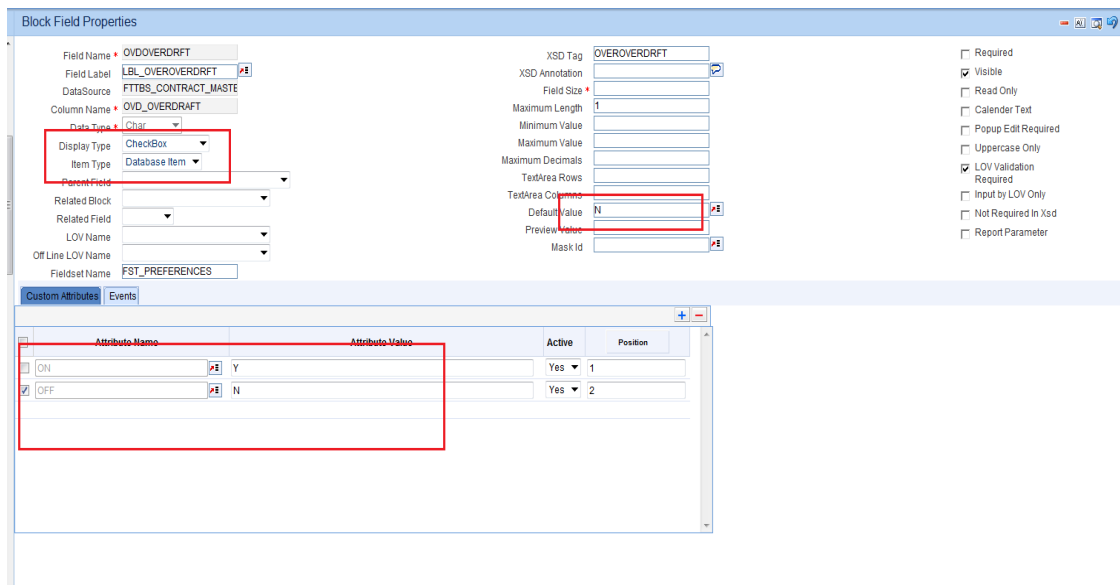 Block Field Properties
Field Name * OVDOVERDRFT
Field Label LBL_OVEROVERDRFT
DataSource FTTBS_CONTRACT_MASTE
Column Name * OVD_OVERDRAFT
Data Type * Char
Display Type CheckBox
Item Type Database Item
Parent Field
Related Block
Related Field
LOV Name
Off Line LOV Name
Fieldset Name FST_PREFERENCES
XSD Tag OVEROVERDRFT
XSD Annotation
Field Size *
Maximum Length 1
Minimum Value
Maximum Value
Maximum Decimals
TextArea Rows
TextArea Columns
Default Value N
Preview Value
Mask Id
Required
Visible
Read Only
Calender Text
Popup Edit Required
Uppercase Only
LOV Validation
Required
Input by LOV Only
Not Required In Xsd
Report Parameter
Custom Attributes Events
Attribute Name Attribute Value Active Position
ON Y Yes 1
OFF N Yes 2